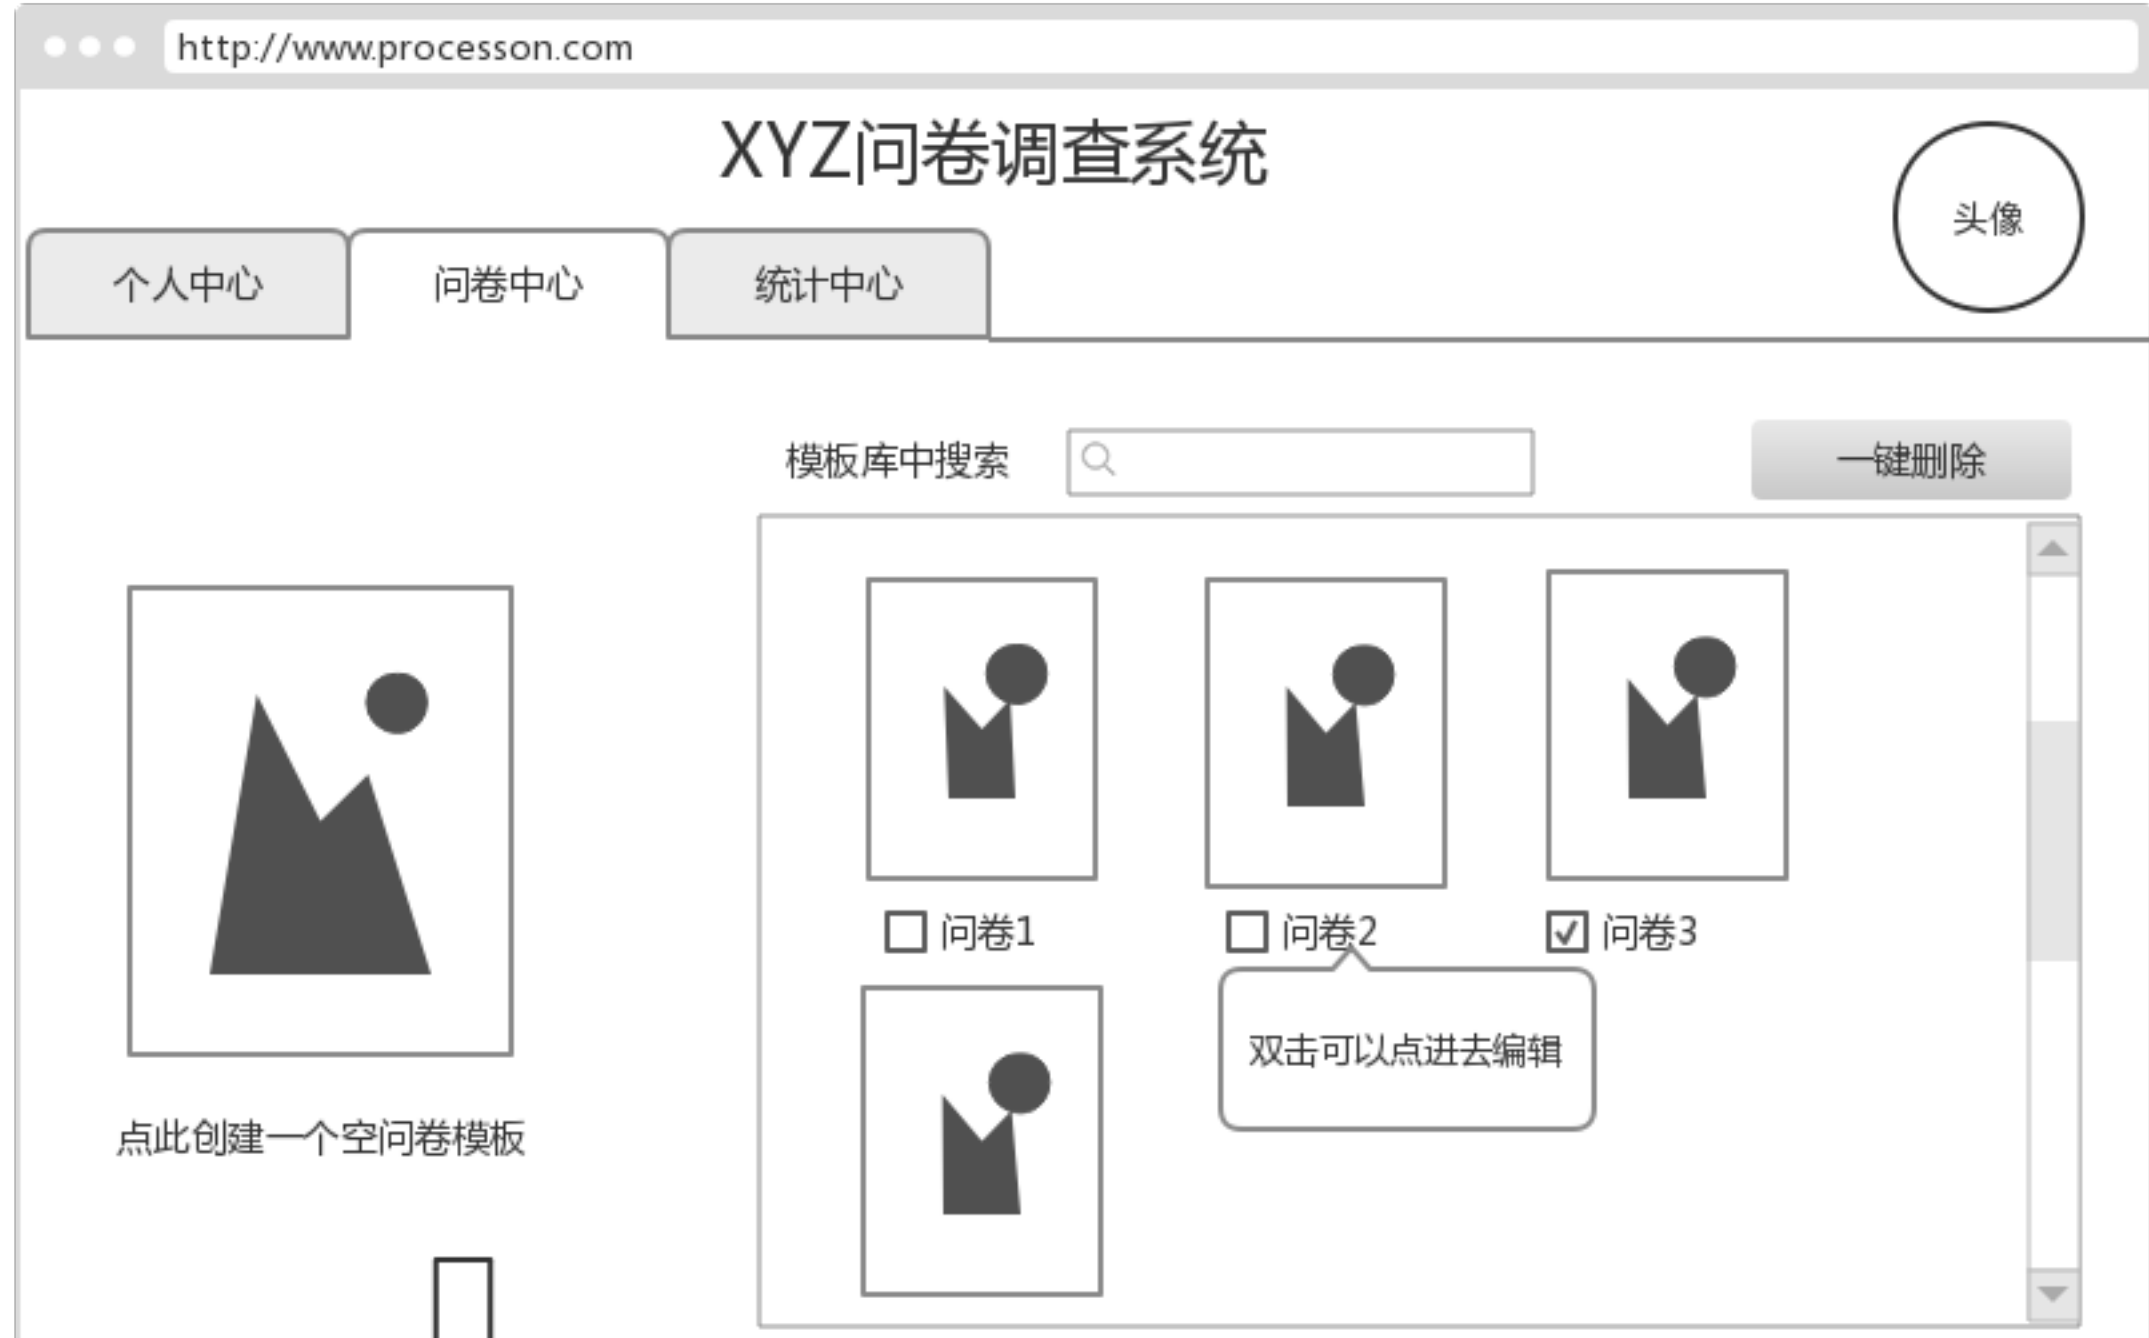 http://www.processon.com
XYZ问卷调查系统
头像
个人中心
问卷中心
统计中心
模板库中搜索
一键删除
问卷1
问卷2
问卷3
双击可以点进去编辑
点此创建一个空问卷模板